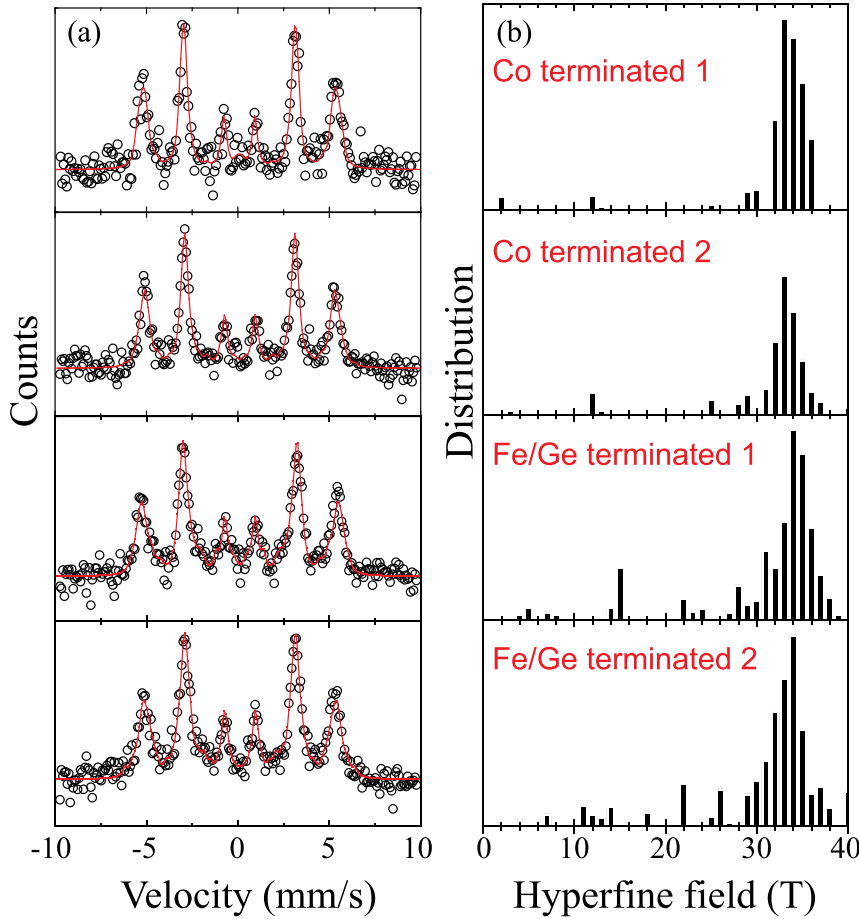 (a)
Counts
-10 -5 0 5 10
Velocity (mm/s)
(b)
Co terminated 1
Co terminated 2
Fe/Ge terminated 1
Fe/Ge terminated 2
Distribution
0 10 20 30 40
Hyperfine field (T)